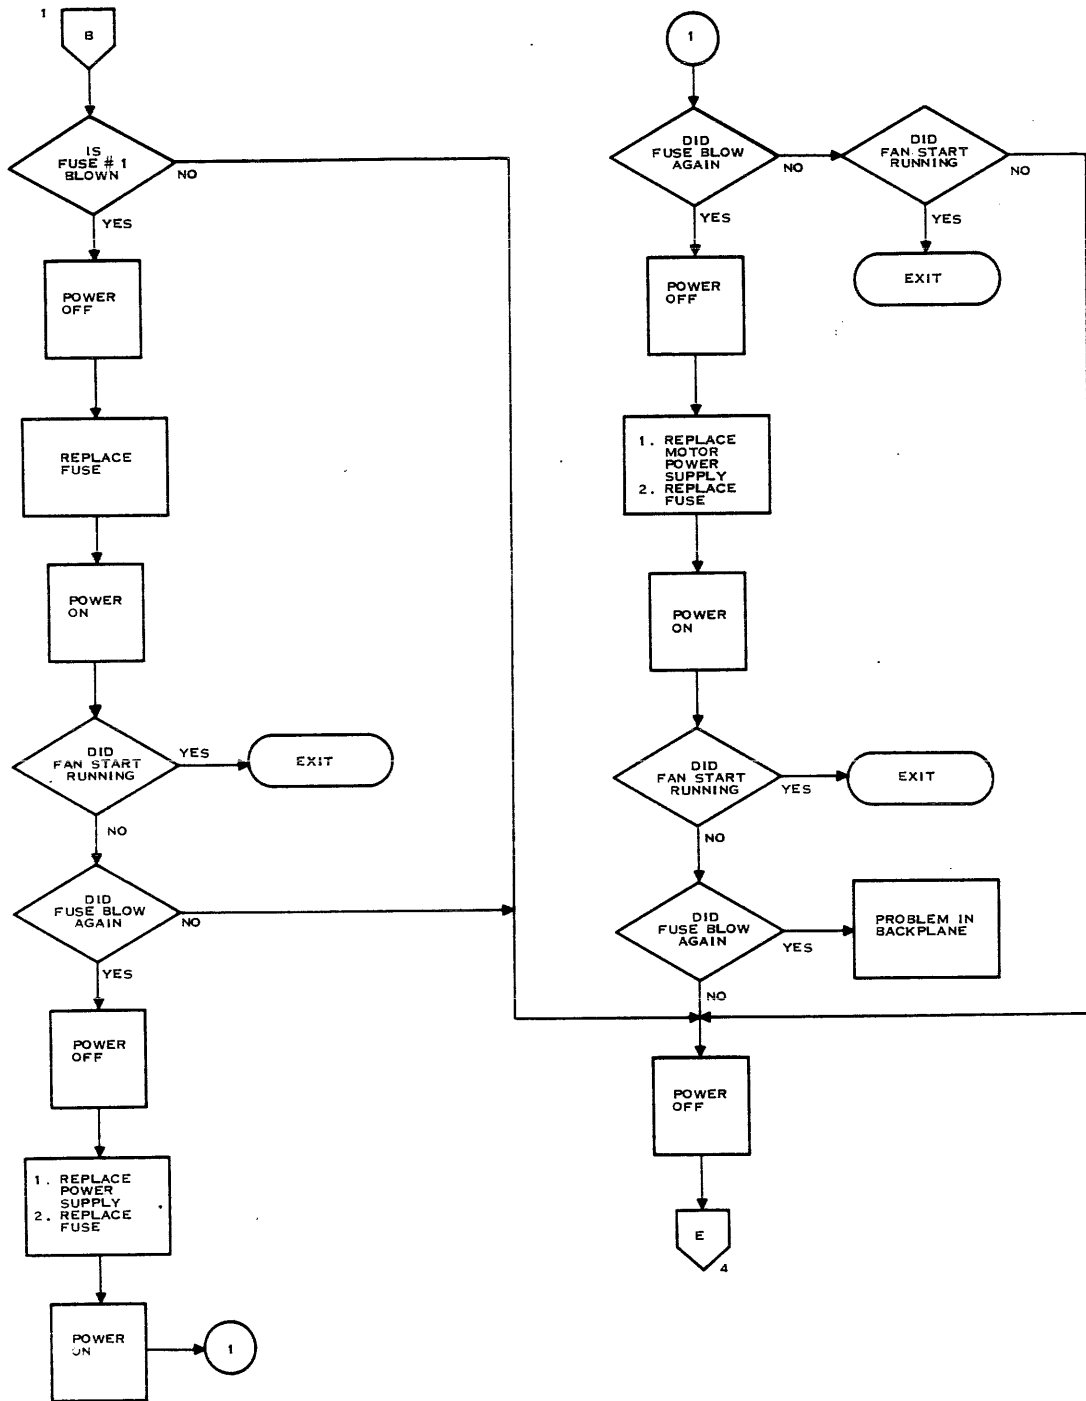 1
B
IS
FUSE # 1
BLOWN
NO
YES
POWER
OFF
REPLACE
FUSE
POWER
ON
DID
FAN START
RUNNING
YES
EXIT
NO
DID
FUSE BLOW
AGAIN
NO
YES
POWER
OFF
1. REPLACE
POWER
SUPPLY
2. REPLACE
FUSE
POWER
ON
1
1
DID
FUSE BLOW
AGAIN
NO
DID
FAN START
RUNNING
NO
YES
YES
EXIT
POWER
OFF
1. REPLACE
MOTOR
POWER
SUPPLY
2. REPLACE
FUSE
POWER
ON
DID
FAN START
RUNNING
YES
EXIT
NO
DID
FUSE BLOW
AGAIN
YES
PROBLEM IN
BACKPLANE
NO
POWER
OFF
E
4